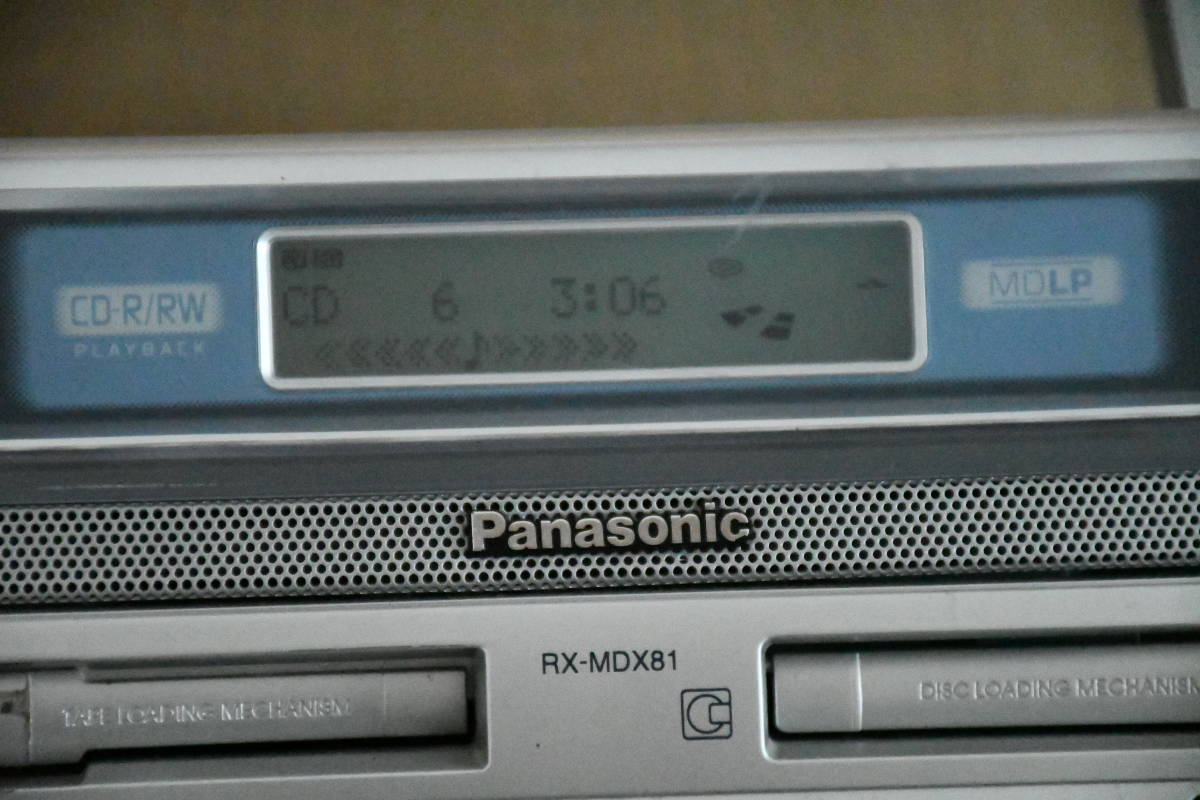 CD 6 3:06
CD-R/RW
PLAYBACK
MDLP
Panasonic
RX-MDX81
TAPE LOADING MECHANISM
DISC LOADING MECHANISM